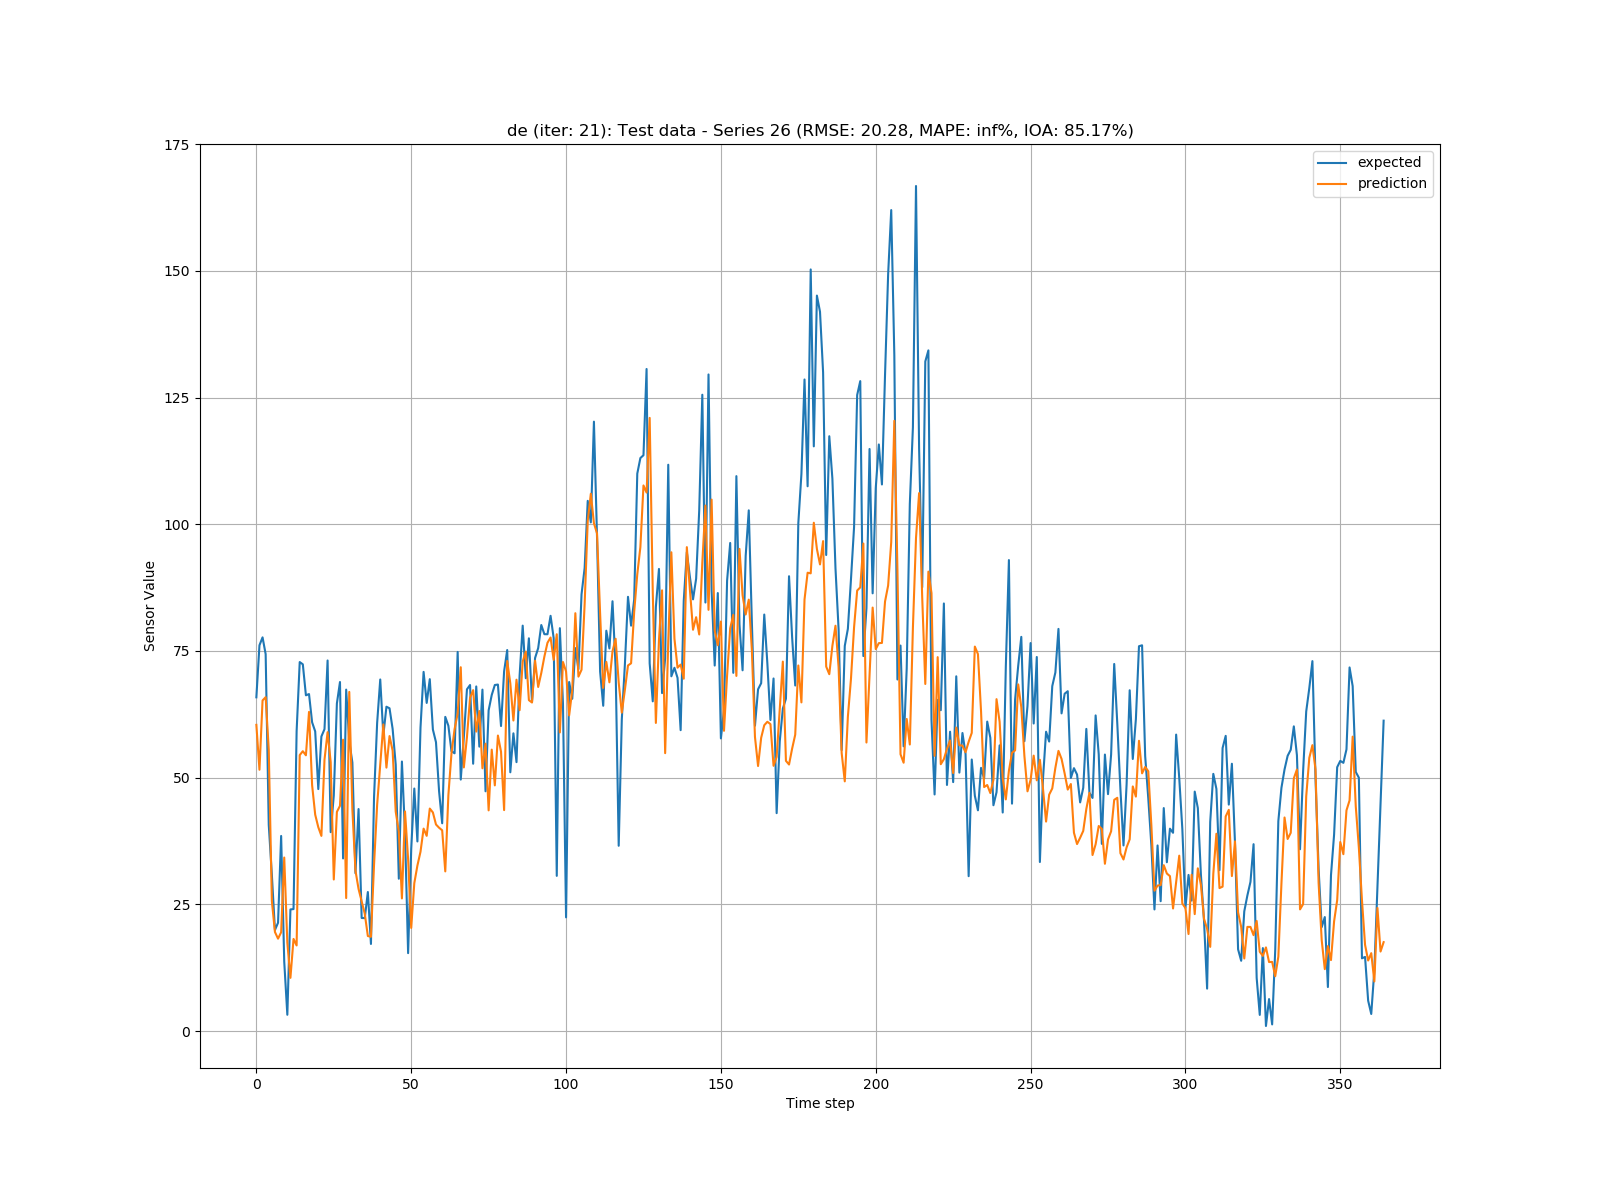 de (iter: 21): Test data - Series 26 (RMSE: 20.28, MAPE: inf%, IOA: 85.17%)
175
150
125
100
75
50
25
0
Sensor Value
expected
prediction
0 50 100 150 200 250 300 350
Time step